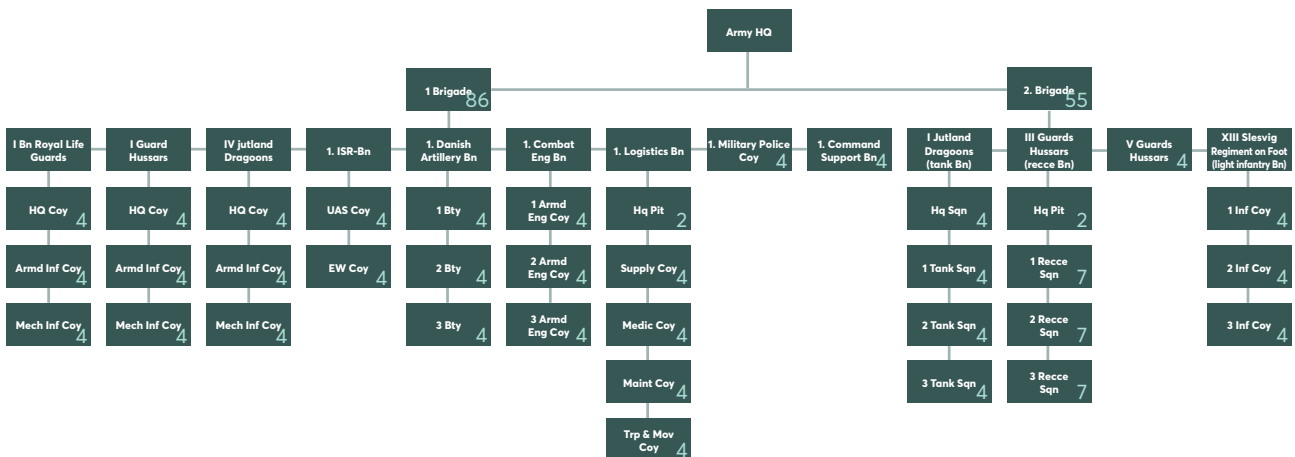 Army HQ
1 Brigade
86
2. Brigade
55
I Bn Royal Life
Guards
I Guard
Hussars
IV jutland
Dragoons
1. ISR-Bn
1. Danish
Artillery Bn
1. Combat
Eng Bn
1. Logistics Bn
1. Military Police
Coy
4
1. Command
Support Bn
4
I Jutland
Dragoons
(tank Bn)
III Guards
Hussars
(recce Bn)
V Guards
Hussars
4
XIII Slesvig
Regiment on Foot
(light infantry Bn)
HQ Coy
4
HQ Coy
4
HQ Coy
4
UAS Coy
4
1 Bty
4
1 Armd
Eng Coy
4
Hq Pit
2
Hq Sqn
4
Hq Pit
2
1 Inf Coy
4
Armd Inf Coy
4
Armd Inf Coy
4
Armd Inf Coy
4
EW Coy
4
2 Bty
4
2 Armd
Eng Coy
4
Supply Coy
4
1 Tank Sqn
4
1 Recce
Sqn
7
2 Inf Coy
4
Mech Inf Coy
4
Mech Inf Coy
4
Mech Inf Coy
4
3 Bty
4
3 Armd
Eng Coy
4
Medic Coy
4
2 Tank Sqn
4
2 Recce
Sqn
7
3 Inf Coy
4
Maint Coy
4
3 Tank Sqn
4
3 Recce
Sqn
7
Trp & Mov
Coy
4